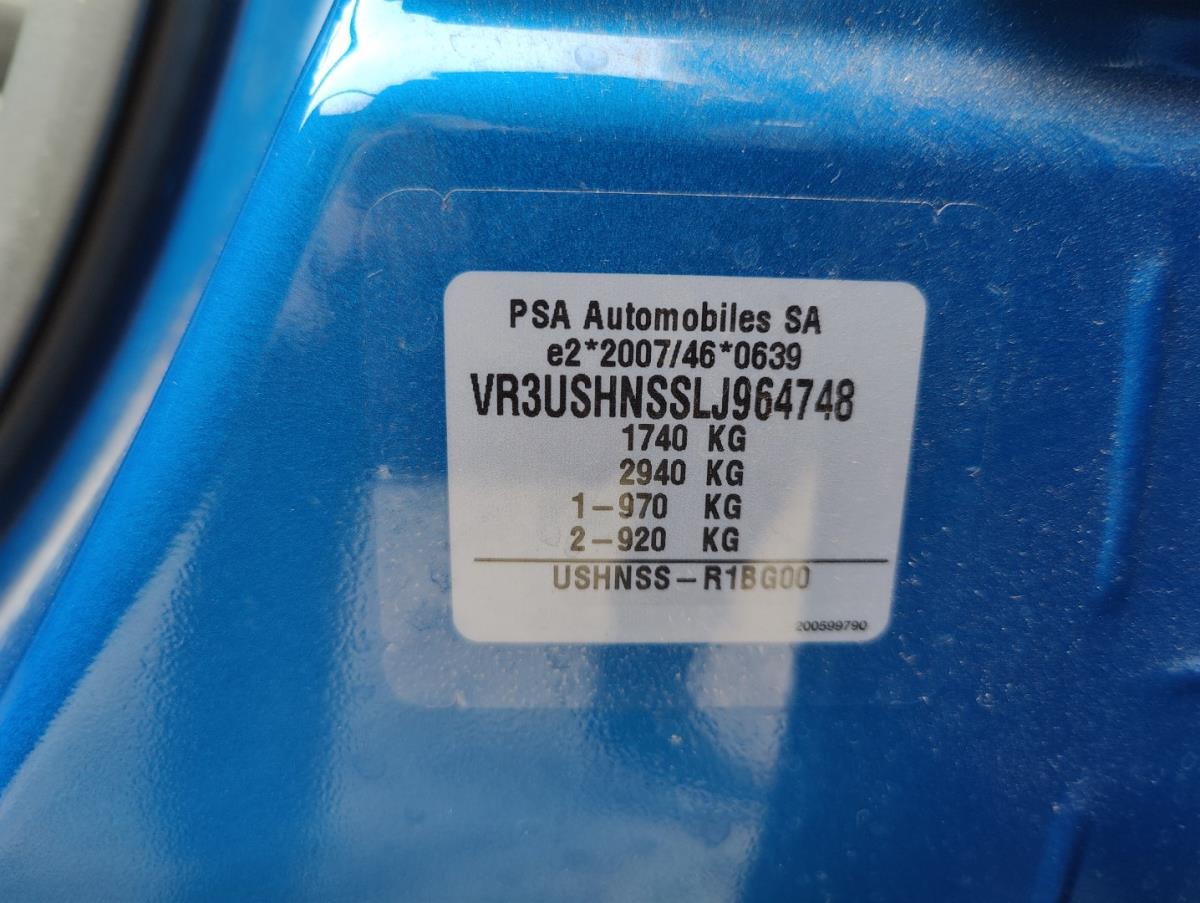 PSA Automobiles SA
e2*2007/46*0639
VR3USHNSSLJ964748
1740 KG
2940 KG
1-970 KG
2-920 KG
USHNSS-R1BG00
200599790